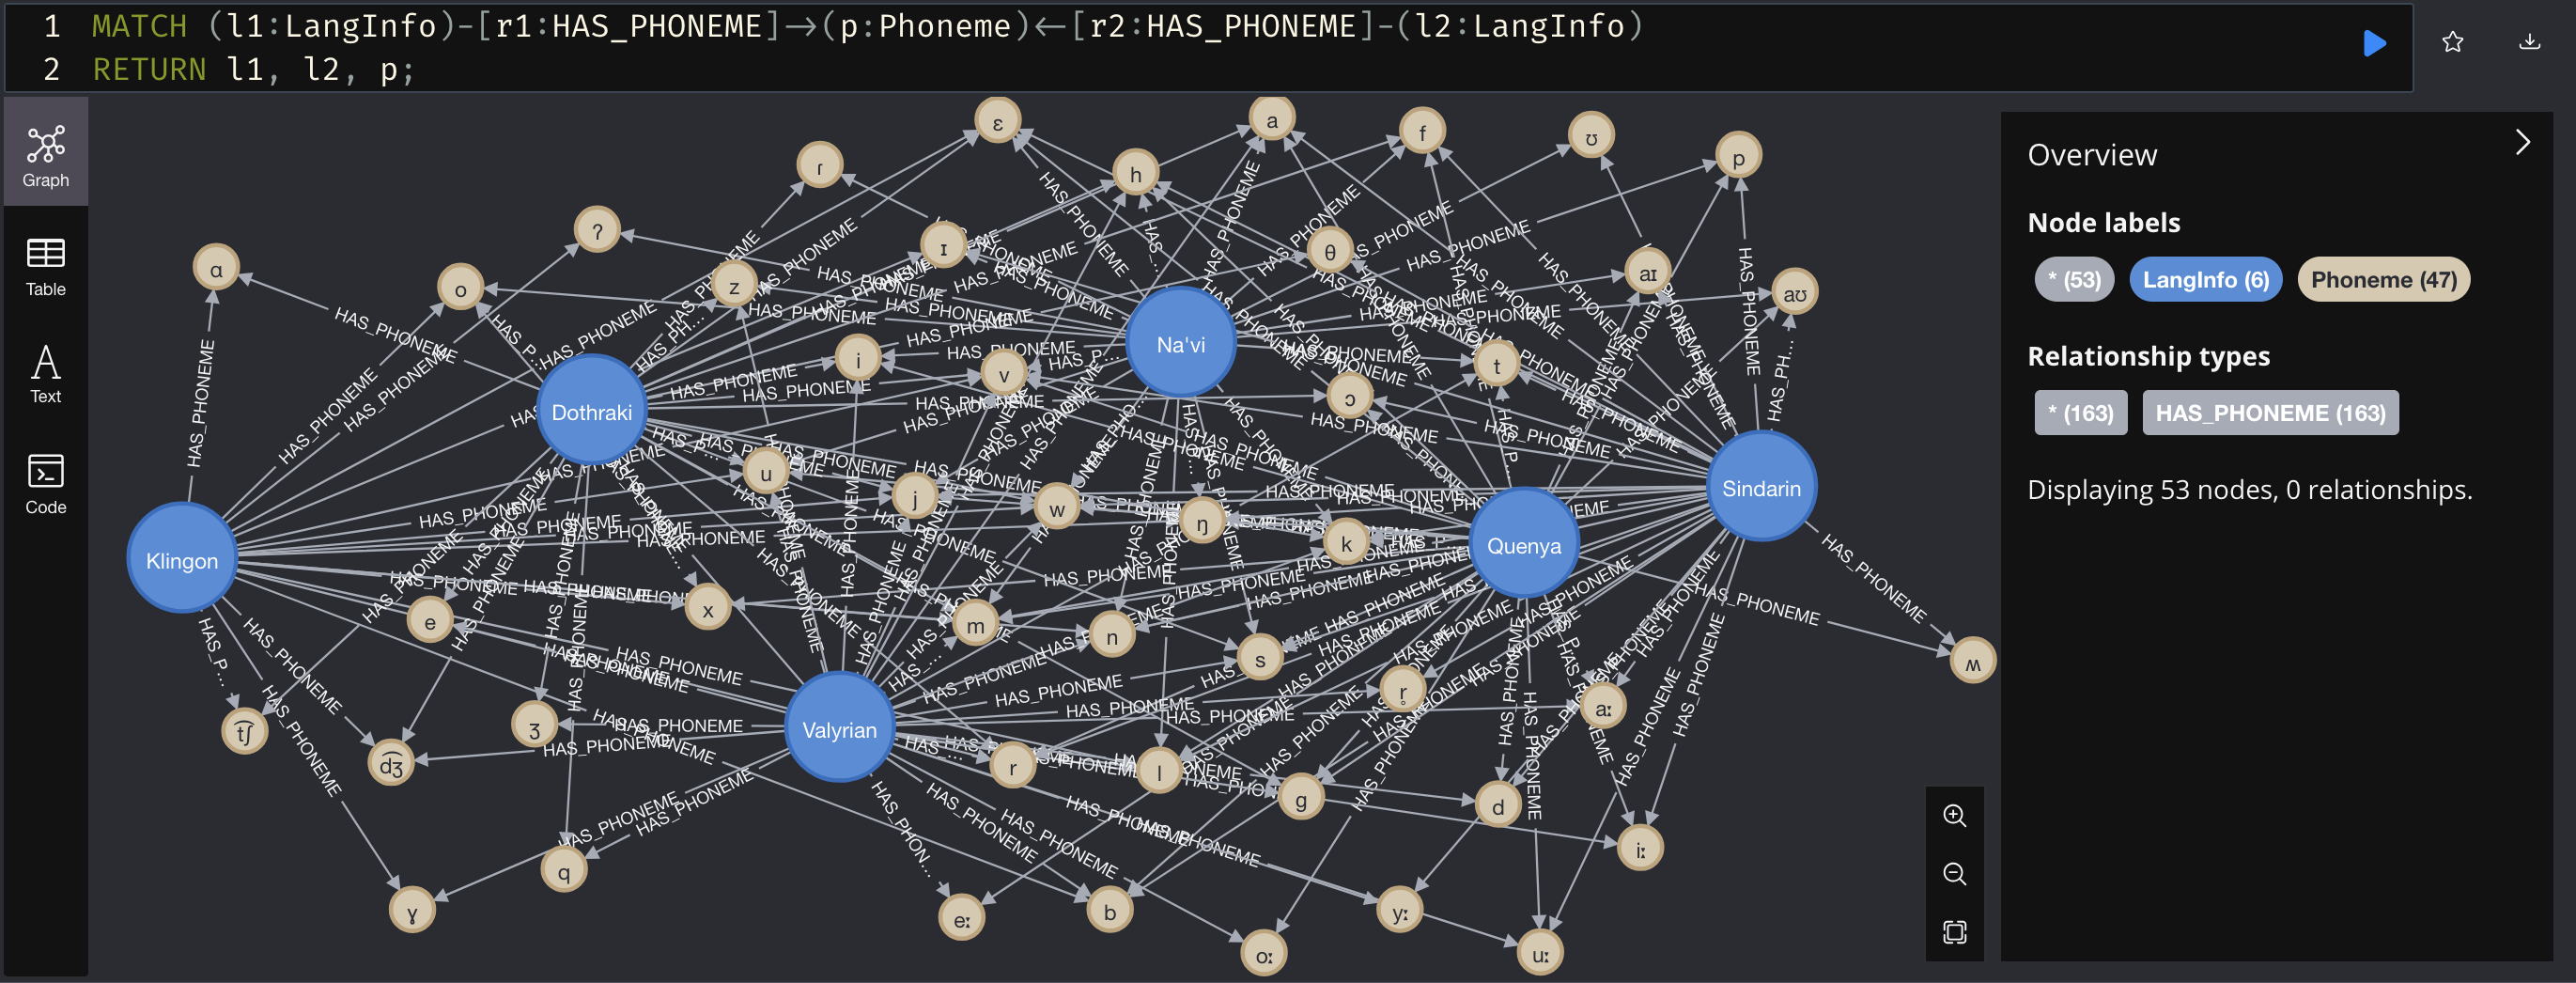 1 MATCH (l1:LangInfo)-[r1:HAS_PHONEME]->(p:Phoneme)<-[r2:HAS_PHONEME]-(l2:LangInfo)
2 RETURN l1, l2, p;
Graph
Table
Text
Code
ɛ
a
f
ʊ
p
h
ɾ
ʔ
ɪ
θ
ɑ
o
z
aɪ
aʊ
Na'vi
i
v
t
ɔ
Dothraki
u
j
w
ŋ
k
Sindarin
Quenya
Klingon
x
e
m
n
s
ʍ
r̥
aː
t͡ʃ
ʒ
d͡ʒ
Valyrian
r
l
g
d
iː
q
ɣ
eː
b
yː
oː
uː
HAS_PHONEME
Overview
Node labels
* (53) LangInfo (6) Phoneme (47)
Relationship types
* (163) HAS_PHONEME (163)
Displaying 53 nodes, 0 relationships.